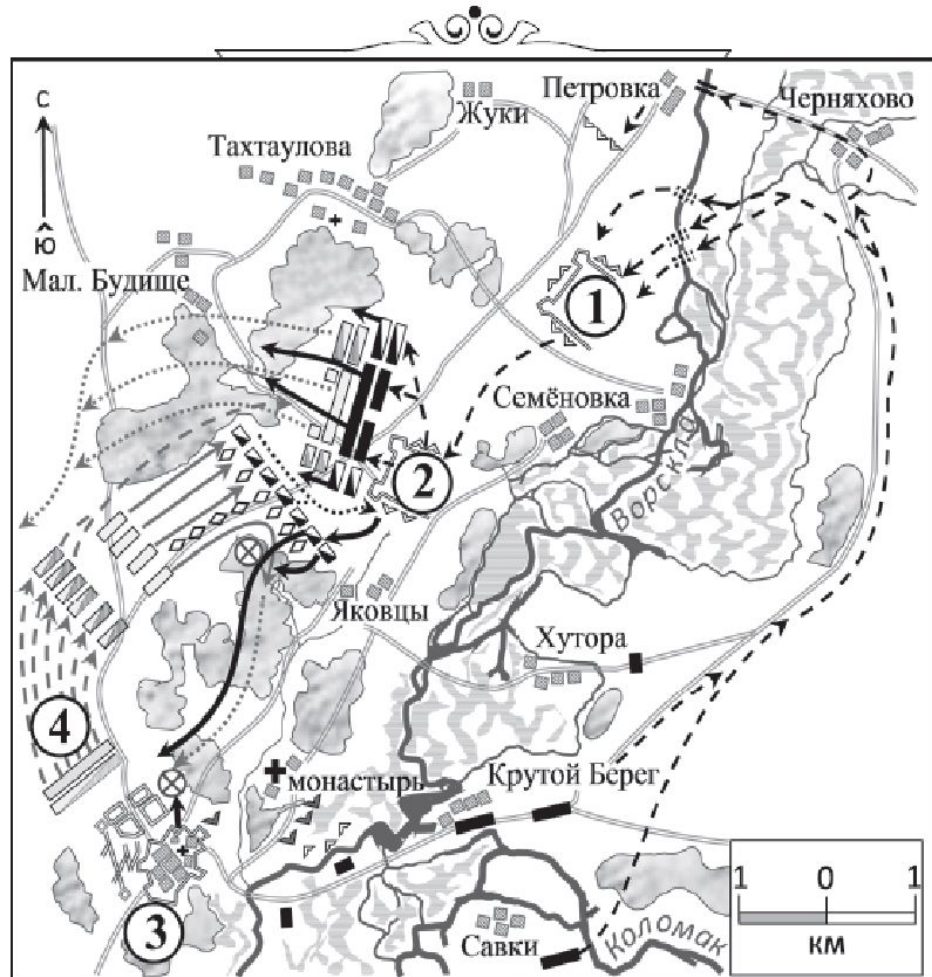 Петровка
Черняхово
Жуки
С
Тахтаулова
Ю
Мал. Будище
1
Семёновка
2
Ворскла
Яковцы
Хутора
4
монастырь
Крутой Берег
1 0 1
км
3
Савки
Коломак